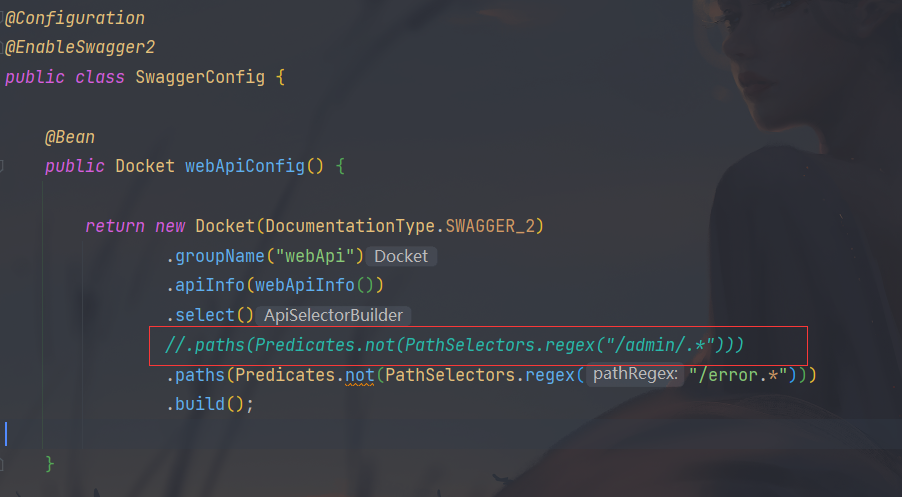 @Configuration
@EnableSwagger2
public class SwaggerConfig {
@Bean
public Docket webApiConfig() {
return new Docket(DocumentationType.SWAGGER_2)
.groupName("webApi") Docket
.apiInfo(webApiInfo())
.select() ApiSelectorBuilder
//.paths(Predicates.not(PathSelectors.regex("/admin/.*")))
.paths(Predicates.not(PathSelectors.regex( pathRegex: "/error.*")))
.build();
}